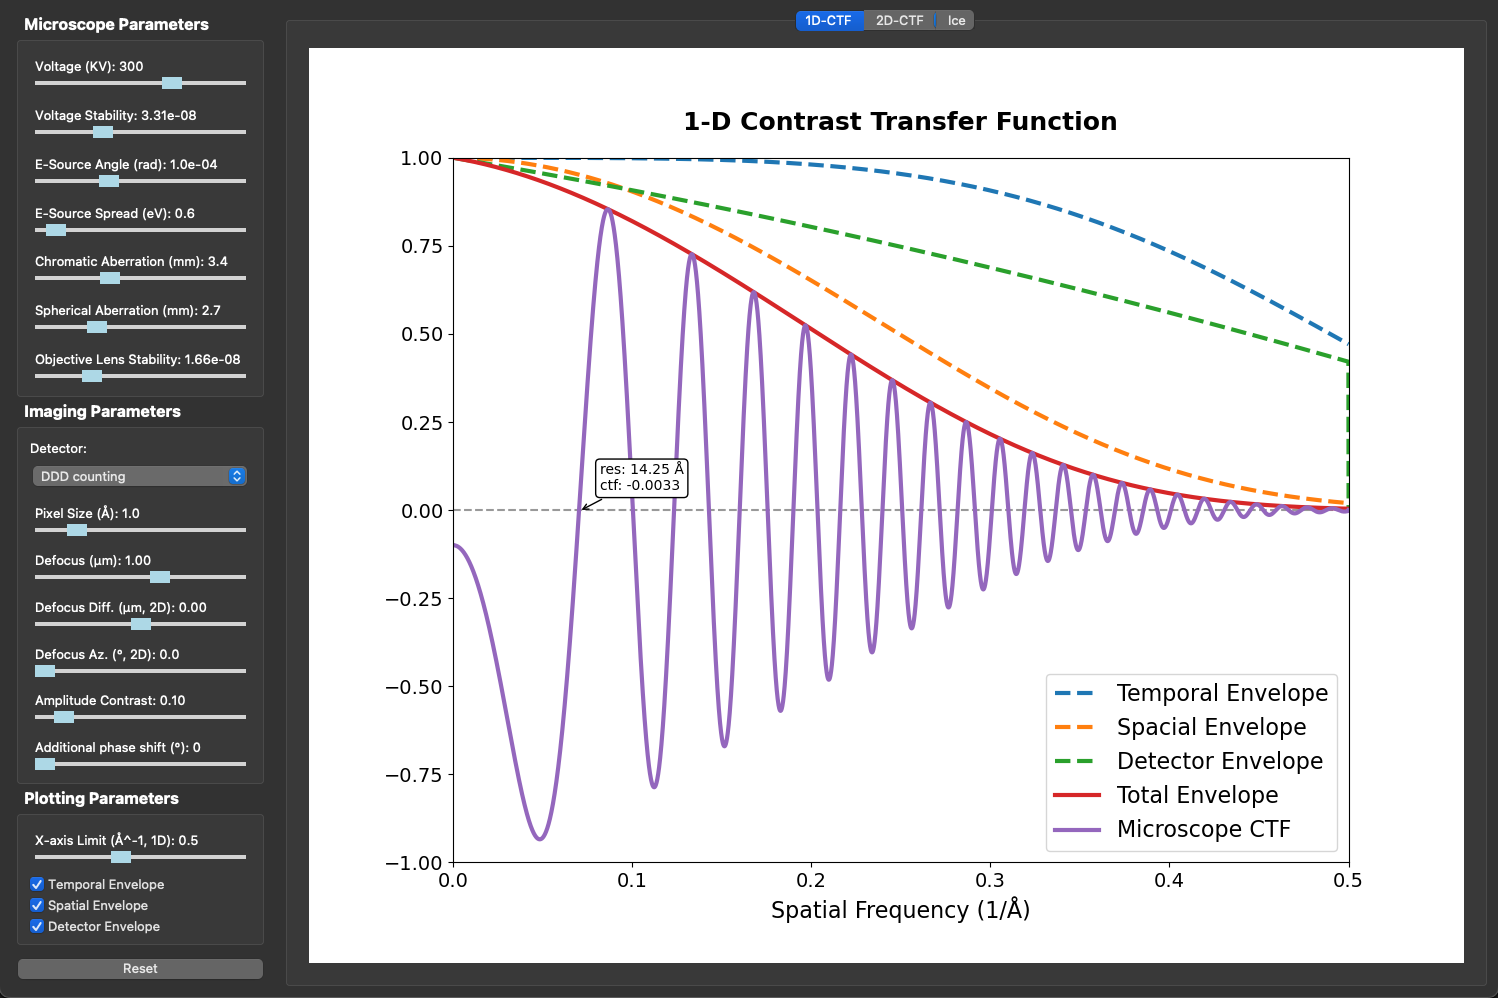 Microscope Parameters
Voltage (KV): 300
Voltage Stability: 3.31e-08
E-Source Angle (rad): 1.0e-04
E-Source Spread (eV): 0.6
Chromatic Aberration (mm): 3.4
Spherical Aberration (mm): 2.7
Objective Lens Stability: 1.66e-08
Imaging Parameters
Detector:
DDD counting
Pixel Size (Å): 1.0
Defocus (µm): 1.00
Defocus Diff. (µm, 2D): 0.00
Defocus Az. (°, 2D): 0.0
Amplitude Contrast: 0.10
Additional phase shift (°): 0
Plotting Parameters
X-axis Limit (Å^-1, 1D): 0.5
Temporal Envelope
Spatial Envelope
Detector Envelope
Reset
1D-CTF 2D-CTF Ice
1-D Contrast Transfer Function
1.00
0.75
0.50
0.25
0.00
−0.25
−0.50
−0.75
−1.00
res: 14.25 Å
ctf: -0.0033
Temporal Envelope
Spacial Envelope
Detector Envelope
Total Envelope
Microscope CTF
0.0 0.1 0.2 0.3 0.4 0.5
Spatial Frequency (1/Å)